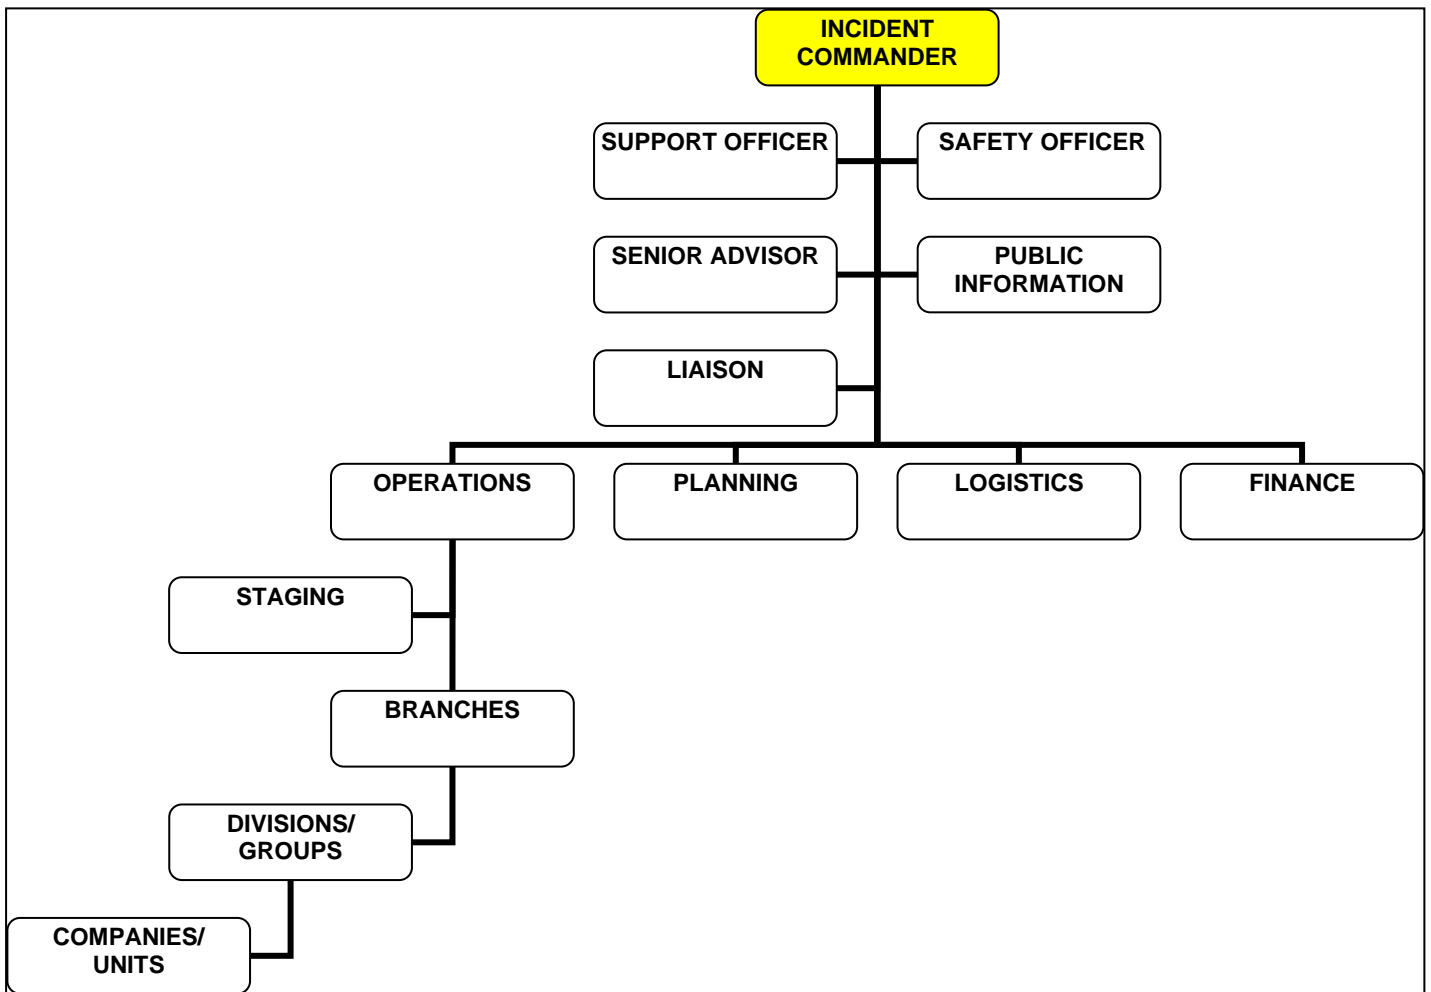 INCIDENT
COMMANDER
SUPPORT OFFICER
SAFETY OFFICER
SENIOR ADVISOR
PUBLIC
INFORMATION
LIAISON
OPERATIONS
PLANNING
LOGISTICS
FINANCE
STAGING
BRANCHES
DIVISIONS/
GROUPS
COMPANIES/
UNITS